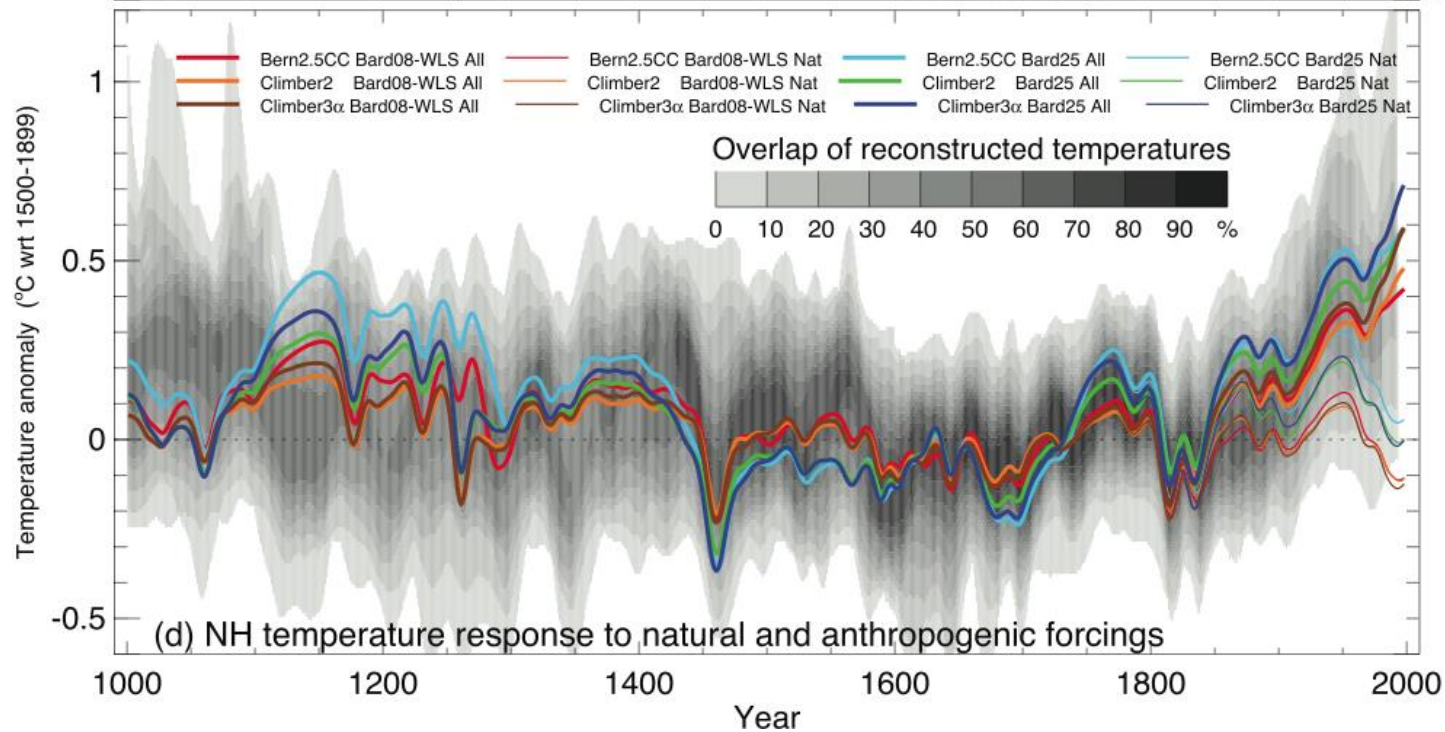 Bern2.5CC Bard08-WLS All Bern2.5CC Bard08-WLS Nat Bern2.5CC Bard25 All Bern2.5CC Bard25 Nat
Climber2 Bard08-WLS All Climber2 Bard08-WLS Nat Climber2 Bard25 All Climber2 Bard25 Nat
Climber3α Bard08-WLS All Climber3α Bard08-WLS Nat Climber3α Bard25 All Climber3α Bard25 Nat
Overlap of reconstructed temperatures
0 10 20 30 40 50 60 70 80 90 %
Temperature anomaly (°C wrt 1500-1899)
1
0.5
0
-0.5
(d) NH temperature response to natural and anthropogenic forcings
1000 1200 1400 1600 1800 2000
Year